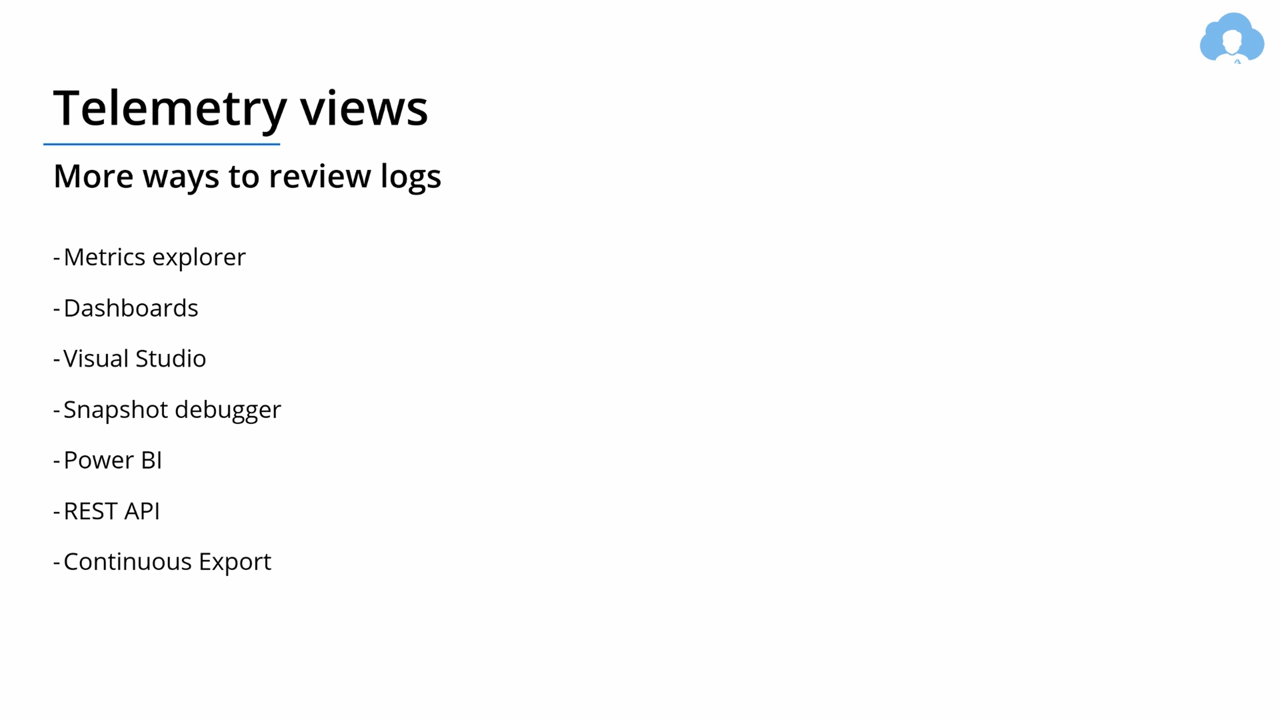 Telemetry views
More ways to review logs
- Metrics explorer
- Dashboards
- Visual Studio
- Snapshot debugger
- Power BI
- REST API
- Continuous Export